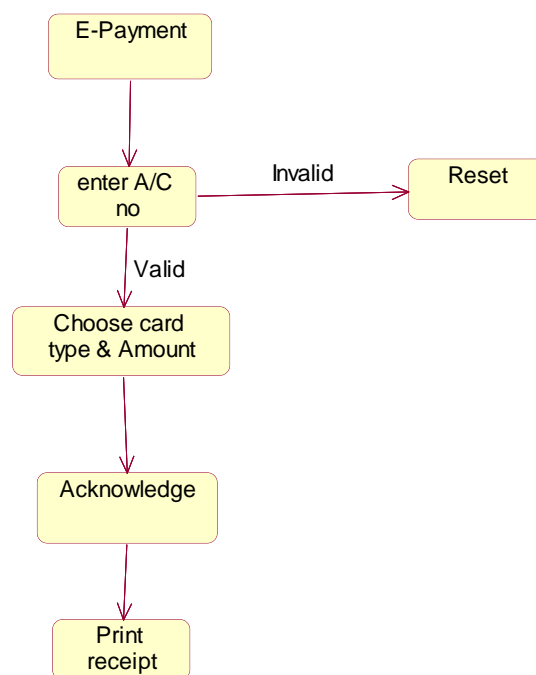 E-Payment
enter A/C
no
Invalid
Reset
Valid
Choose card
type & Amount
Acknowledge
Print
receipt